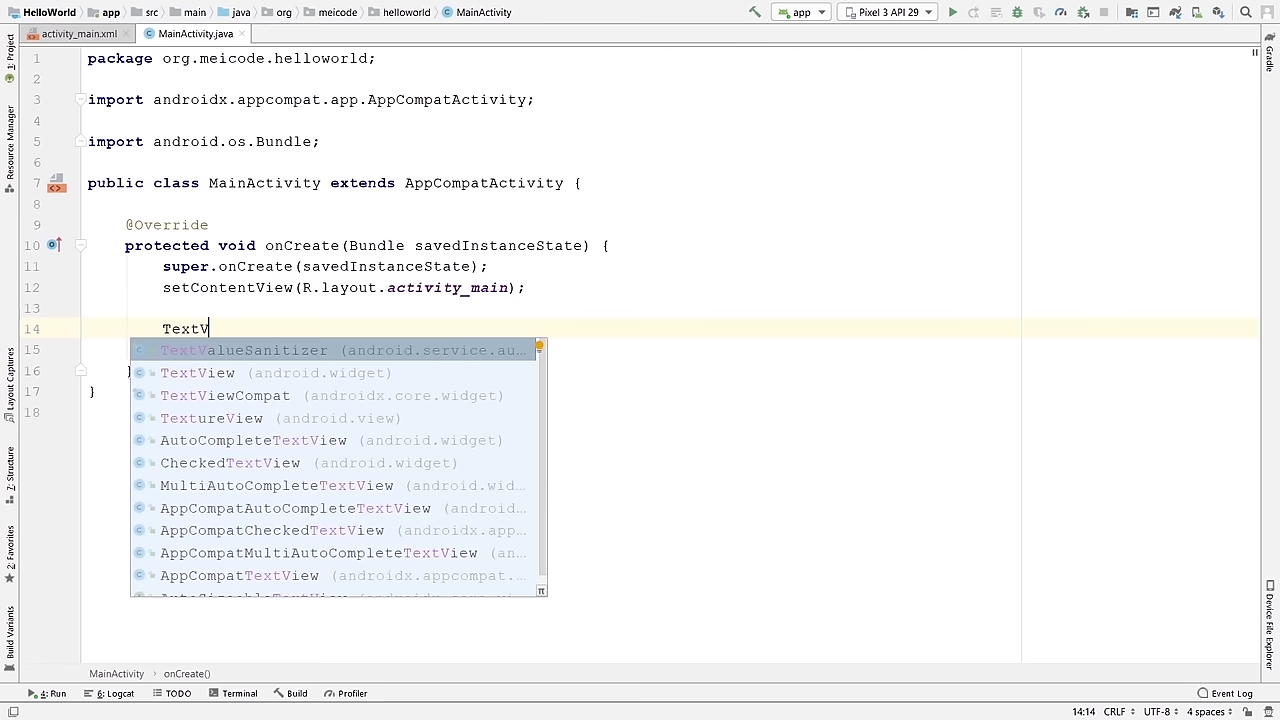 HelloWorld app src main java org meicode helloworld MainActivity app Pixel 3 API 29
activity_main.xml MainActivity.java
1 package org.meicode.helloworld;
2
3 import androidx.appcompat.app.AppCompatActivity;
4
5 import android.os.Bundle;
6
7 public class MainActivity extends AppCompatActivity {
8
9 @Override
10 protected void onCreate(Bundle savedInstanceState) {
11 super.onCreate(savedInstanceState);
12 setContentView(R.layout.activity_main);
13
14 TextV
15
16 }
17 }
18
TextValueSanitizer (android.service.au...
TextView (android.widget)
TextViewCompat (androidx.core.widget)
TextureView (android.view)
AutoCompleteTextView (android.widget)
CheckedTextView (android.widget)
MultiAutoCompleteTextView (android.wid...
AppCompatAutoCompleteTextView (android...
AppCompatCheckedTextView (androidx.app...
AppCompatMultiAutoCompleteTextView (an...
AppCompatTextView (androidx.appcompat....
π
1: Project
Resource Manager
Layout Captures
7: Structure
2: Favorites
Build Variants
Gradle
Device File Explorer
MainActivity onCreate()
4: Run 6: Logcat TODO Terminal Build Profiler Event Log
14:14 CRLF UTF-8 4 spaces